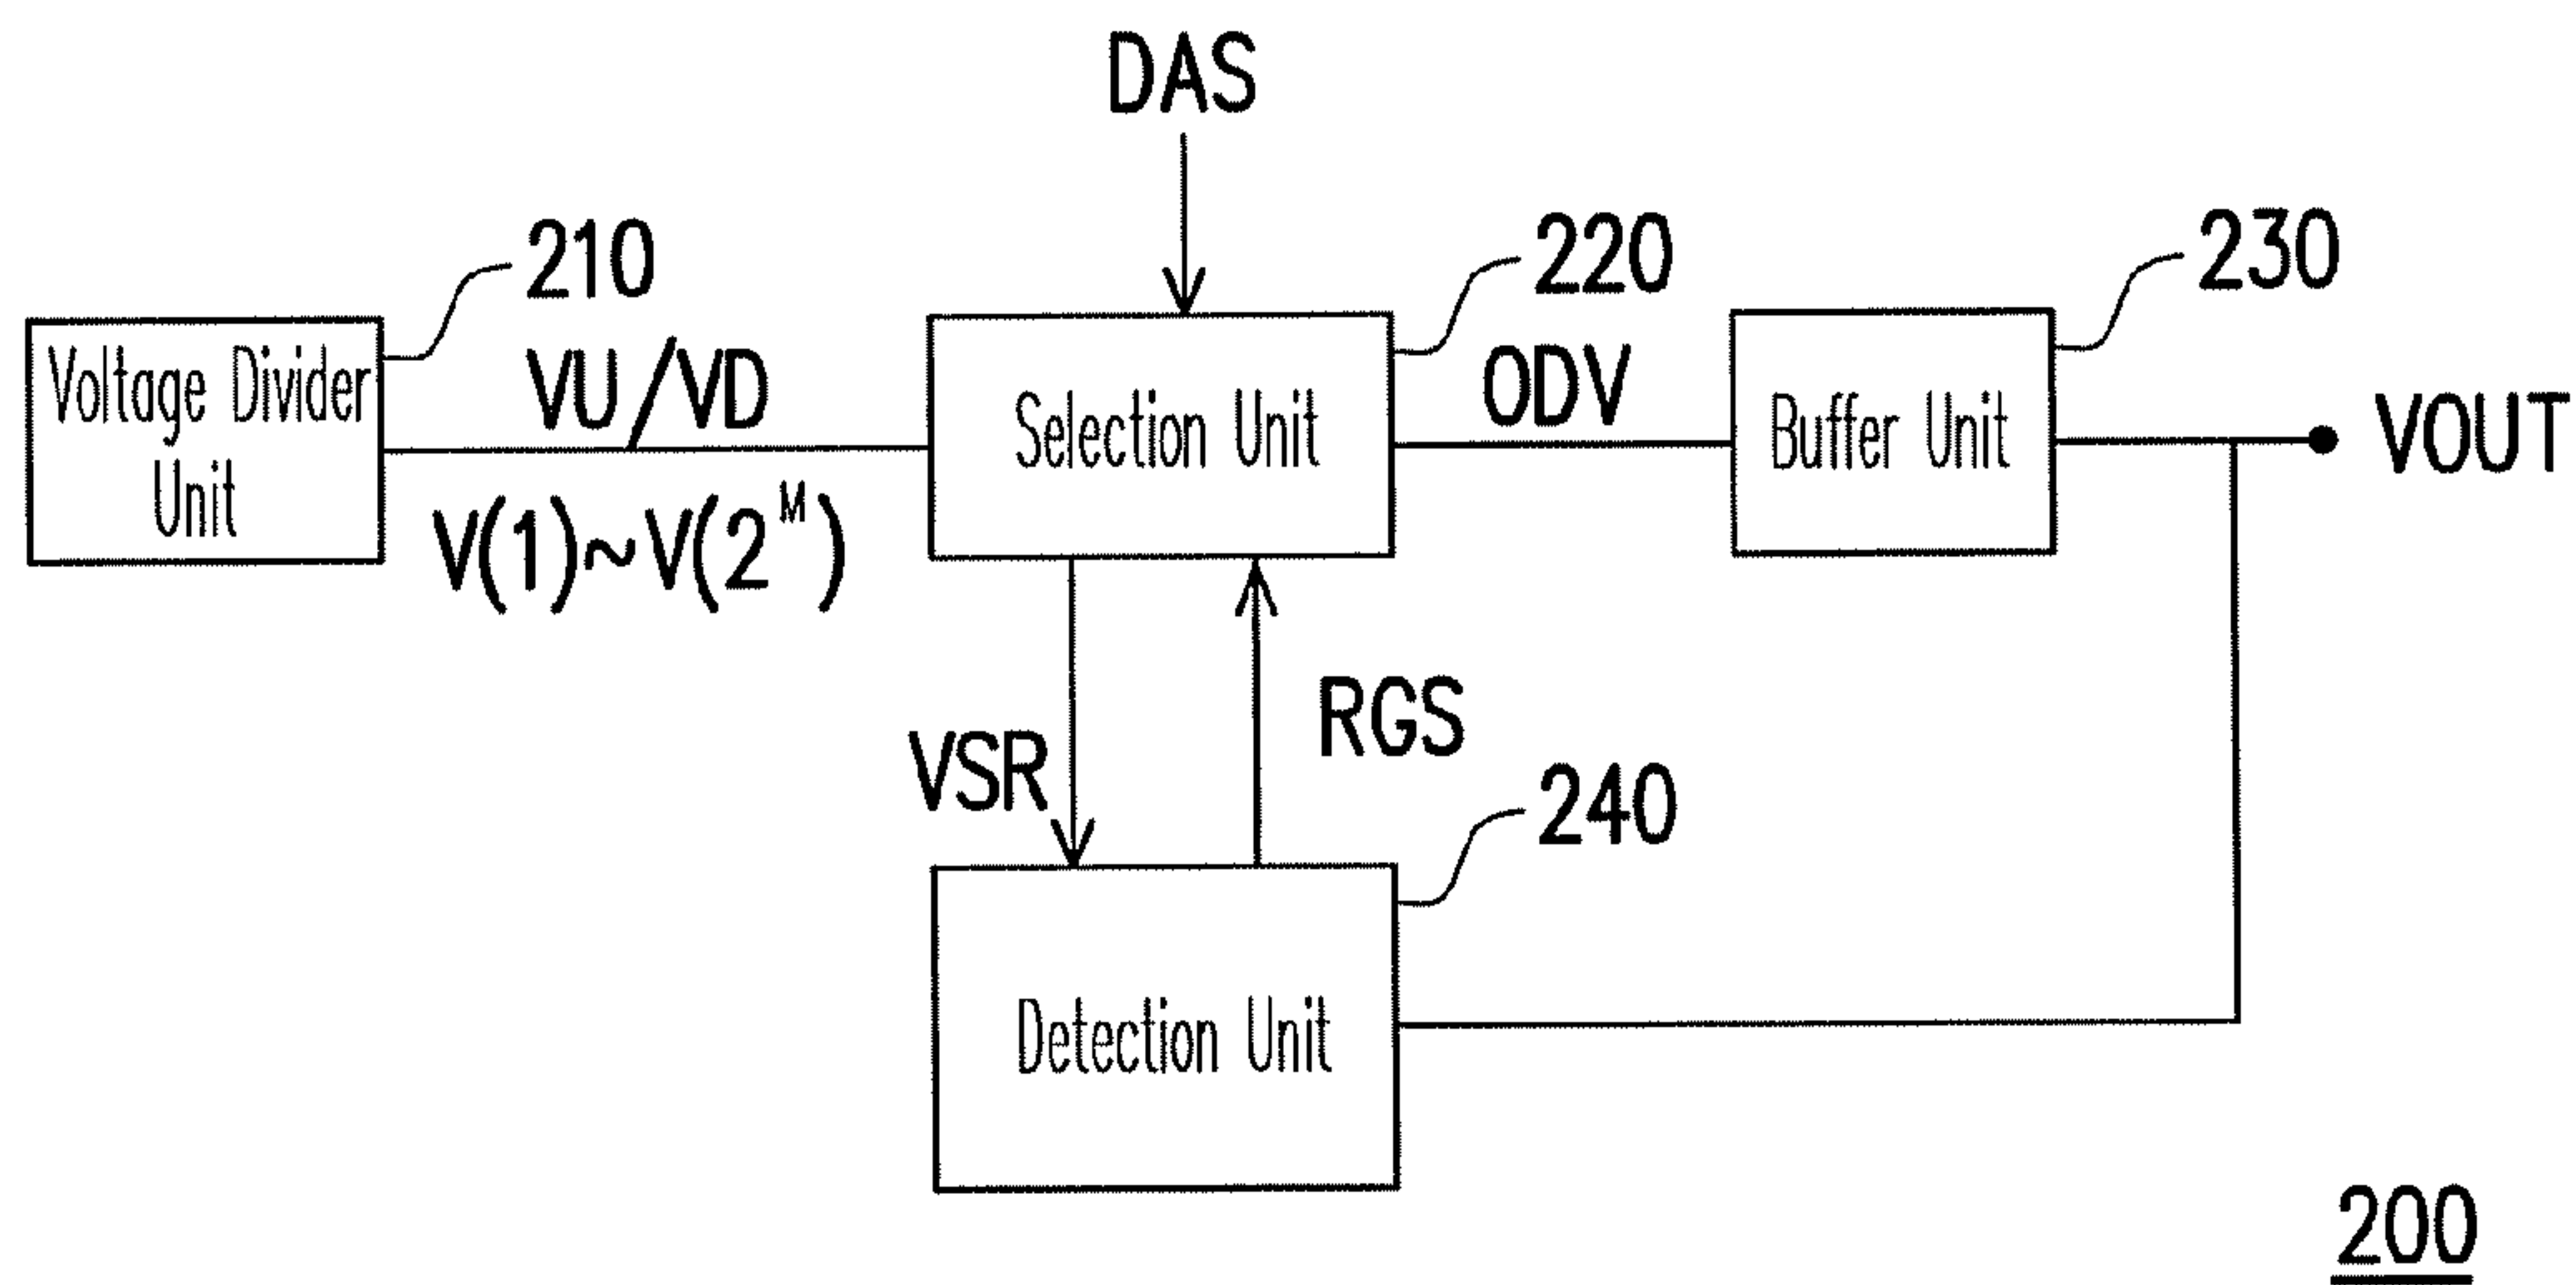 DAS
210
220
230
Voltage Divider
Unit
VU/VD
V(1)~V(2^M)
Selection Unit
ODV
Buffer Unit
VOUT
VSR
RGS
240
Detection Unit
200